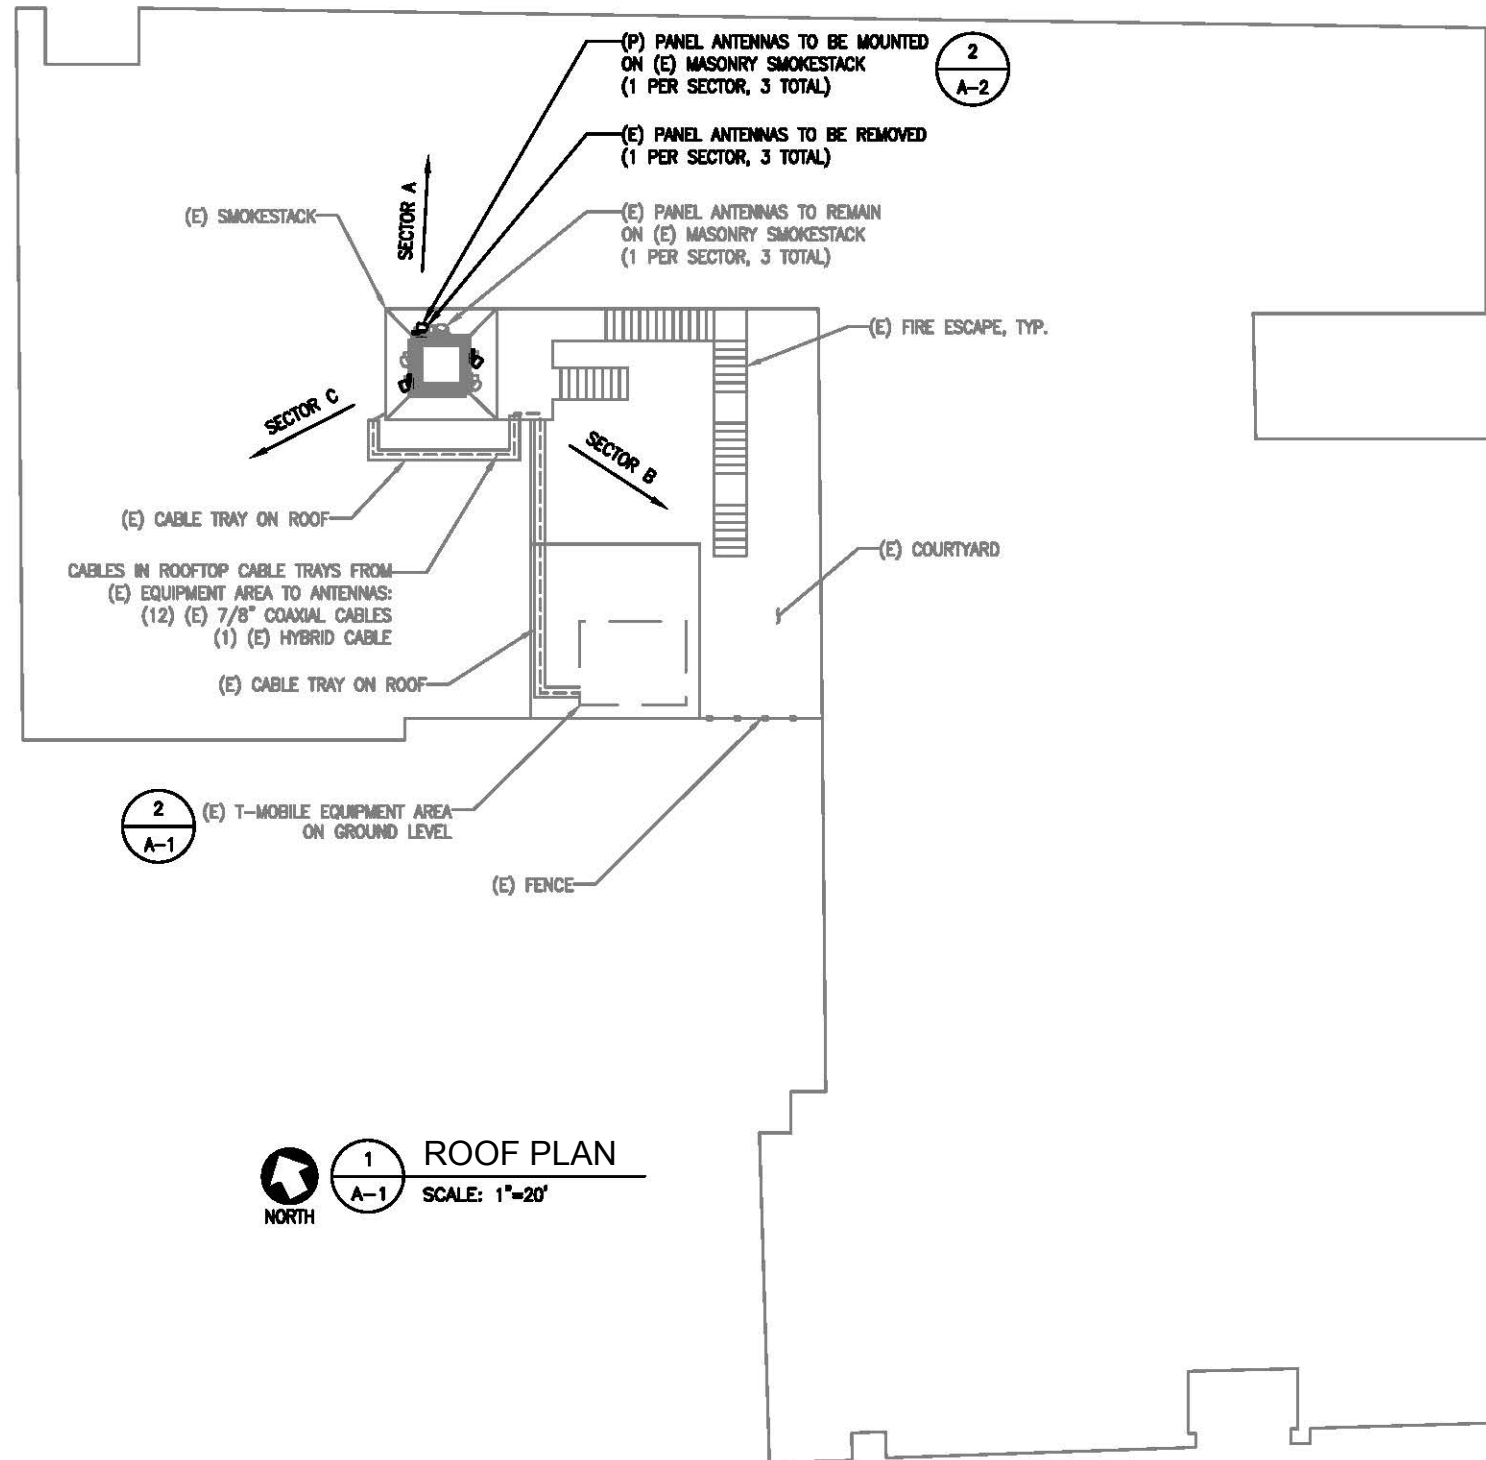 (P) PANEL ANTENNAS TO BE MOUNTED
ON (E) MASONRY SMOKESTACK
(1 PER SECTOR, 3 TOTAL)
2
A-2
(E) PANEL ANTENNAS TO BE REMOVED
(1 PER SECTOR, 3 TOTAL)
SECTOR A
(E) SMOKESTACK
(E) PANEL ANTENNAS TO REMAIN
ON (E) MASONRY SMOKESTACK
(1 PER SECTOR, 3 TOTAL)
(E) FIRE ESCAPE, TYP.
SECTOR C
SECTOR B
(E) CABLE TRAY ON ROOF
(E) COURTYARD
CABLES IN ROOFTOP CABLE TRAYS FROM
(E) EQUIPMENT AREA TO ANTENNAS:
(12) (E) 7/8" COAXIAL CABLES
(1) (E) HYBRID CABLE
(E) CABLE TRAY ON ROOF
2
A-1
(E) T-MOBILE EQUIPMENT AREA
ON GROUND LEVEL
(E) FENCE
NORTH
1
A-1
ROOF PLAN
SCALE: 1"=20'